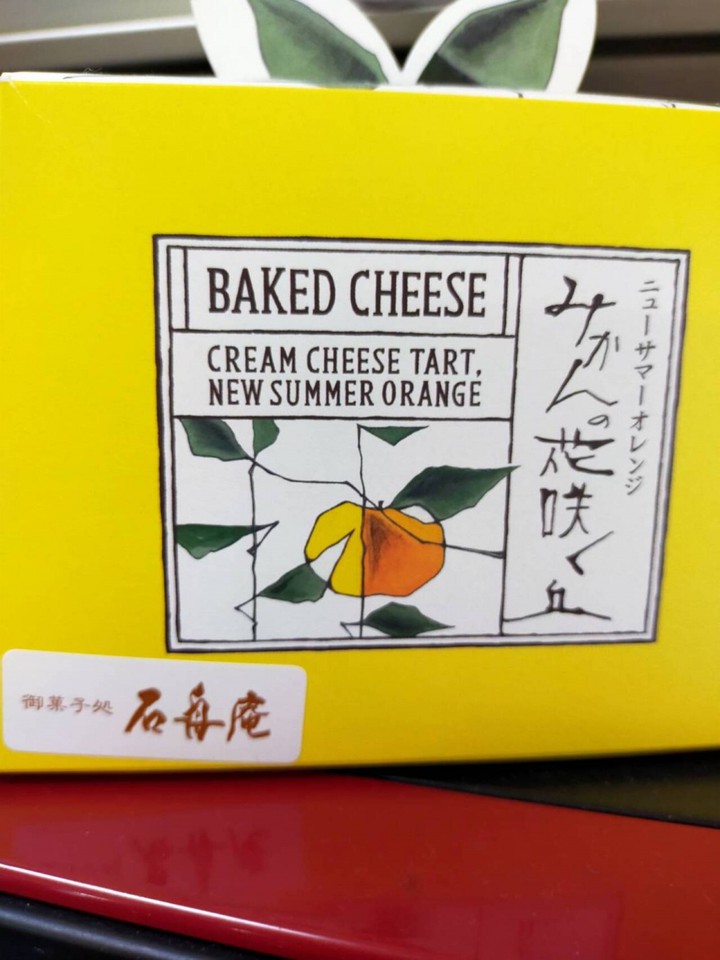 BAKED CHEESE
CREAM CHEESE TART,
NEW SUMMER ORANGE
ニューサマーオレンジ
みかんの花咲く丘
御菓子処 石舟庵